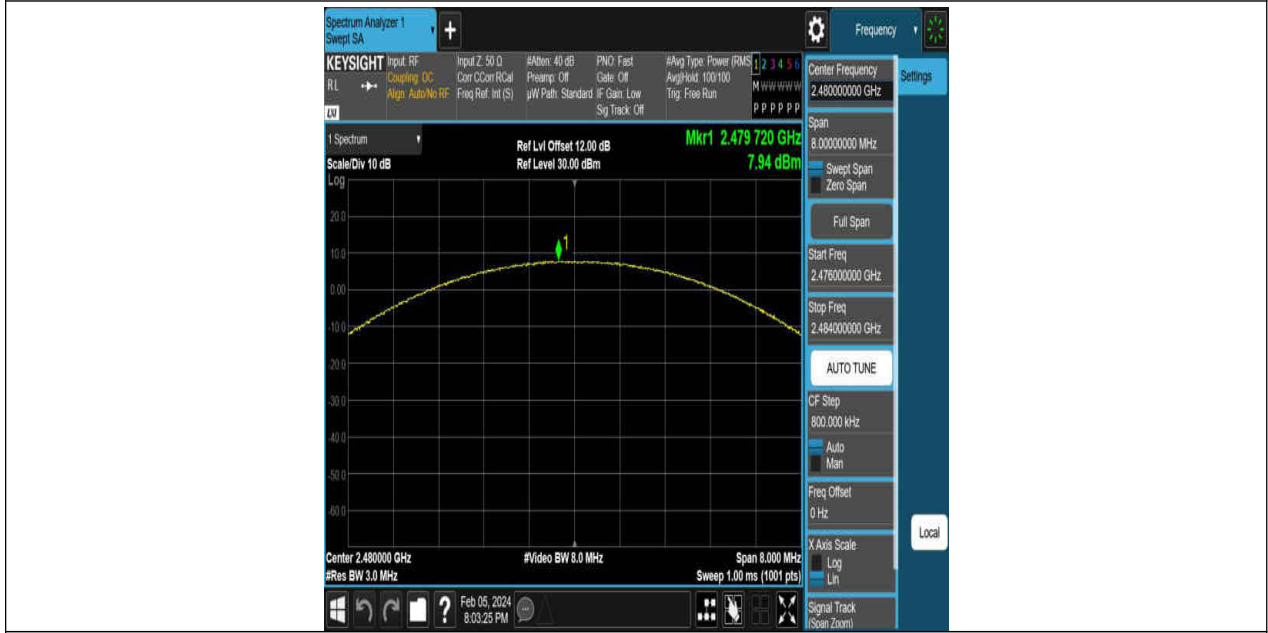 Spectrum Analyzer 1
Swept SA
+
Frequency
KEYSIGHT
RL
LXI
Input: RF
Coupling: DC
Align: Auto/No RF
Input Z: 50 Ω
Corr CCorr RCal
Freq Ref: Int (S)
#Atten: 40 dB
Preamp: Off
µW Path: Standard
PNO: Fast
Gate: Off
IF Gain: Low
Sig Track: Off
#Avg Type: Power (RMS
Avg|Hold: 100/100
Trig: Free Run
1 2 3 4 5 6
M W W W W W
P P P P P P
1 Spectrum
Scale/Div 10 dB
Log
Ref Lvl Offset 12.00 dB
Ref Level 30.00 dBm
Mkr1 2.479 720 GHz
7.94 dBm
20.0
10.0
0.00
-10.0
-20.0
-30.0
-40.0
-50.0
-60.0
1
Center 2.480000 GHz
#Res BW 3.0 MHz
#Video BW 8.0 MHz
Span 8.000 MHz
Sweep 1.00 ms (1001 pts)
?
Feb 05, 2024
8:03:25 PM
Center Frequency
2.480000000 GHz
Span
8.00000000 MHz
Swept Span
Zero Span
Full Span
Start Freq
2.476000000 GHz
Stop Freq
2.484000000 GHz
AUTO TUNE
CF Step
800.000 kHz
Auto
Man
Freq Offset
0 Hz
X Axis Scale
Log
Lin
Signal Track
(Span Zoom)
Settings
Local